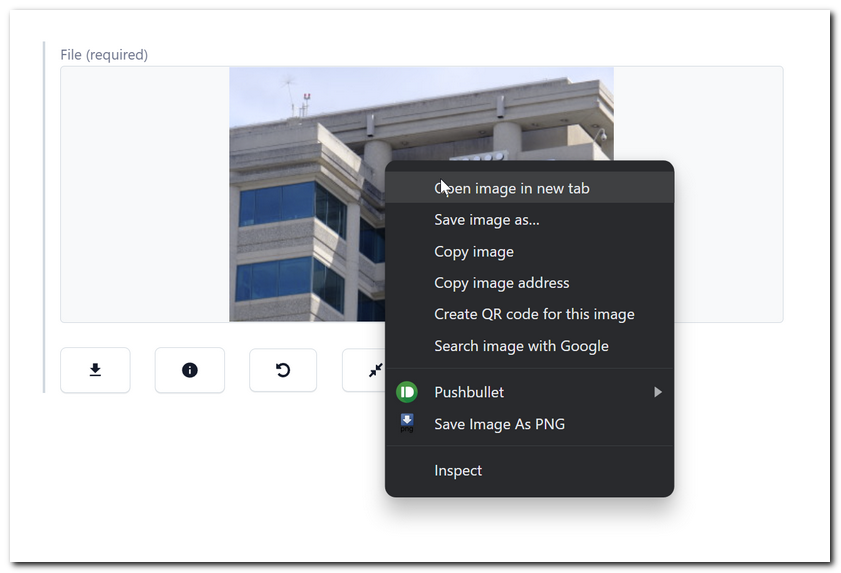 File (required)
Open image in new tab
Save image as...
Copy image
Copy image address
Create QR code for this image
Search image with Google
Pushbullet
png
Save Image As PNG
Inspect